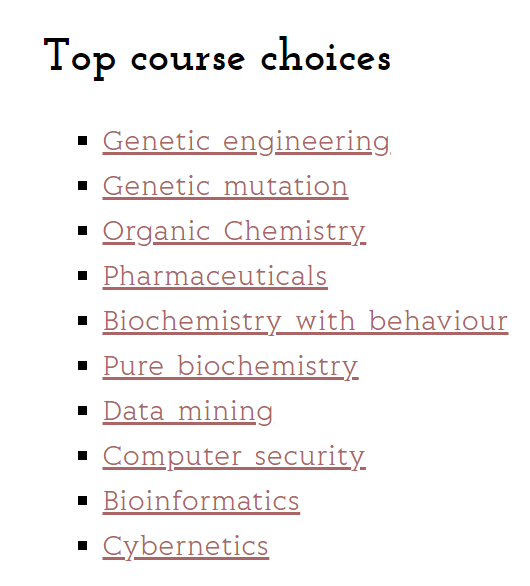 Top course choices
Genetic engineering
Genetic mutation
Organic Chemistry
Pharmaceuticals
Biochemistry with behaviour
Pure biochemistry
Data mining
Computer security
Bioinformatics
Cybernetics